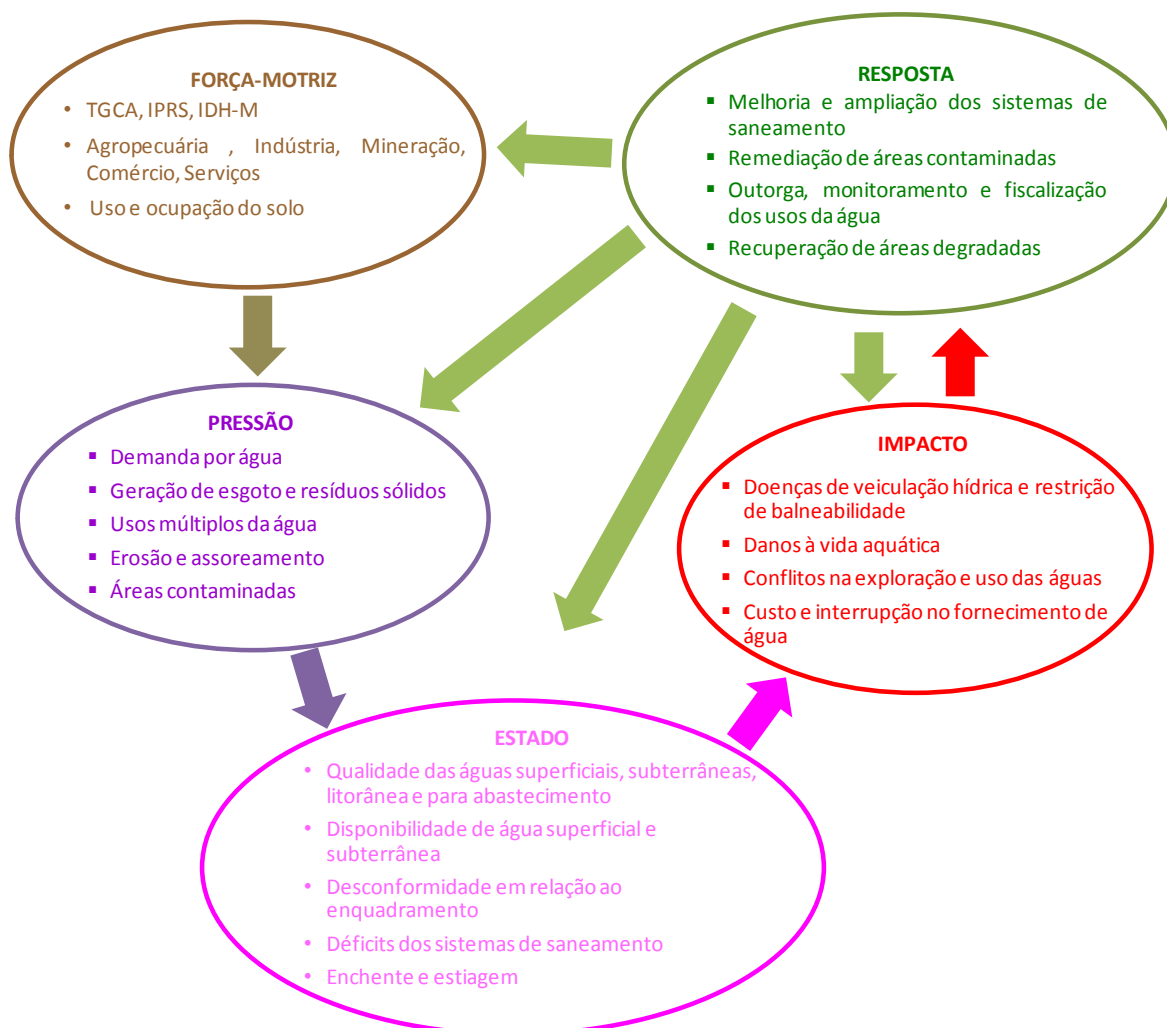 FORÇA-MOTRIZ
• TGCA, IPRS, IDH-M
• Agropecuária , Indústria, Mineração,
Comércio, Serviços
• Uso e ocupação do solo
RESPOSTA
▪ Melhoria e ampliação dos sistemas de
saneamento
▪ Remediação de áreas contaminadas
▪ Outorga, monitoramento e fiscalização
dos usos da água
▪ Recuperação de áreas degradadas
PRESSÃO
▪ Demanda por água
▪ Geração de esgoto e resíduos sólidos
▪ Usos múltiplos da água
▪ Erosão e assoreamento
▪ Áreas contaminadas
IMPACTO
▪ Doenças de veiculação hídrica e restrição
de balneabilidade
▪ Danos à vida aquática
▪ Conflitos na exploração e uso das águas
▪ Custo e interrupção no fornecimento de
água
ESTADO
• Qualidade das águas superficiais, subterrâneas,
litorânea e para abastecimento
• Disponibilidade de água superficial e
subterrânea
• Desconformidade em relação ao
enquadramento
• Déficits dos sistemas de saneamento
• Enchente e estiagem